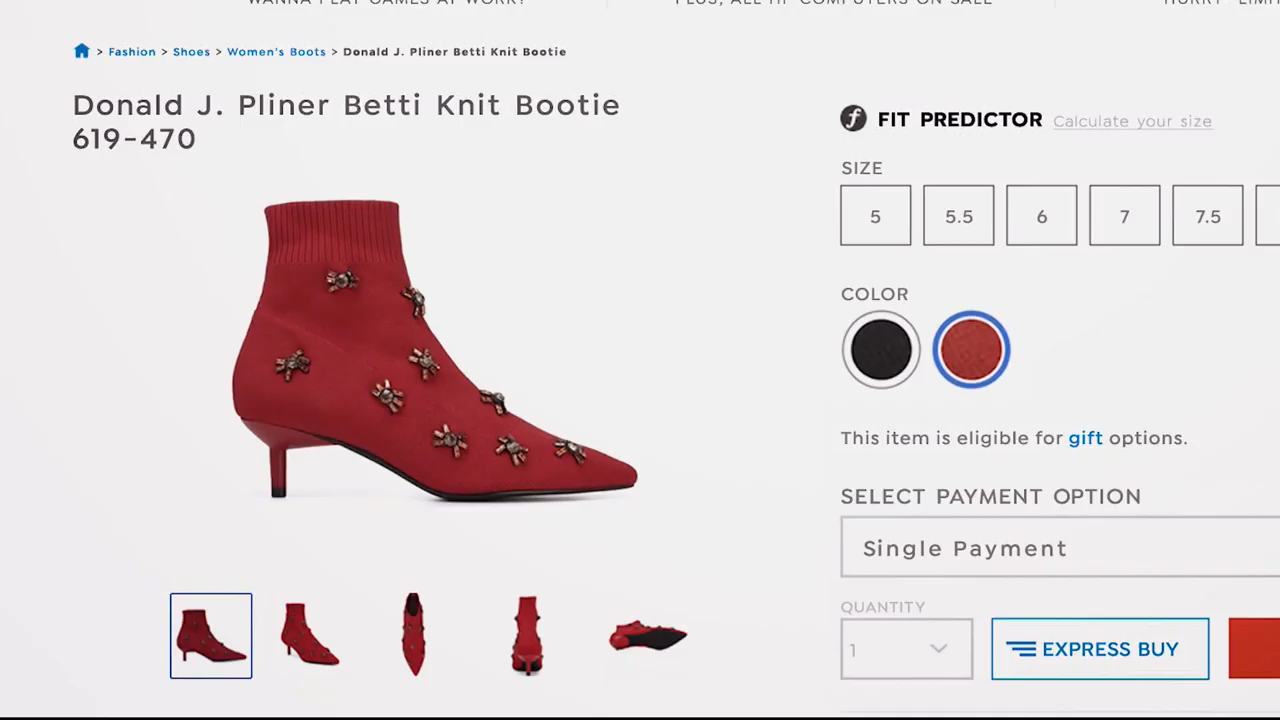 > Fashion > Shoes > Women's Boots > Donald J. Pliner Betti Knit Bootie
Donald J. Pliner Betti Knit Bootie
619-470
FIT PREDICTOR Calculate your size
SIZE
5 5.5 6 7 7.5
COLOR
This item is eligible for gift options.
SELECT PAYMENT OPTION
Single Payment
QUANTITY
1
EXPRESS BUY